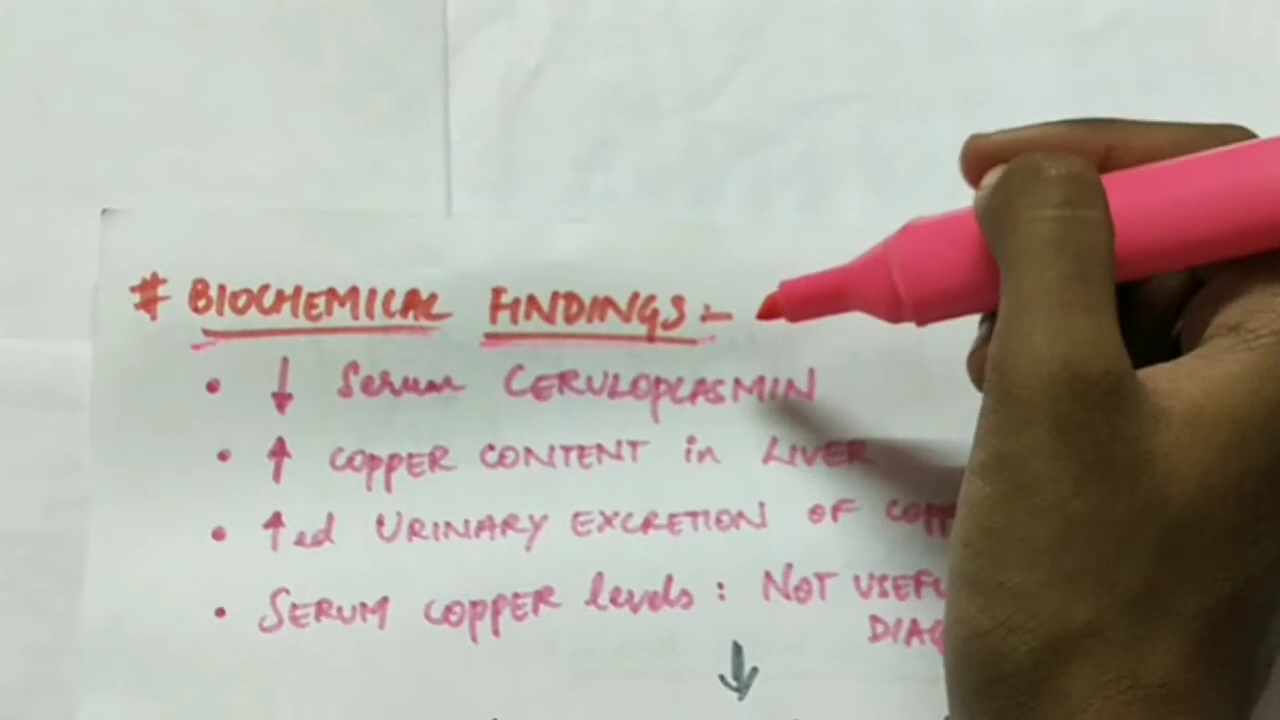 # BIOCHEMICAL FINDINGS:-
• ↓ Serum CERULOPLASMIN
• ↑ COPPER CONTENT in LIVER
• ↑ed URINARY EXCRETION OF
• SERUM COPPER levels : NOT
↓